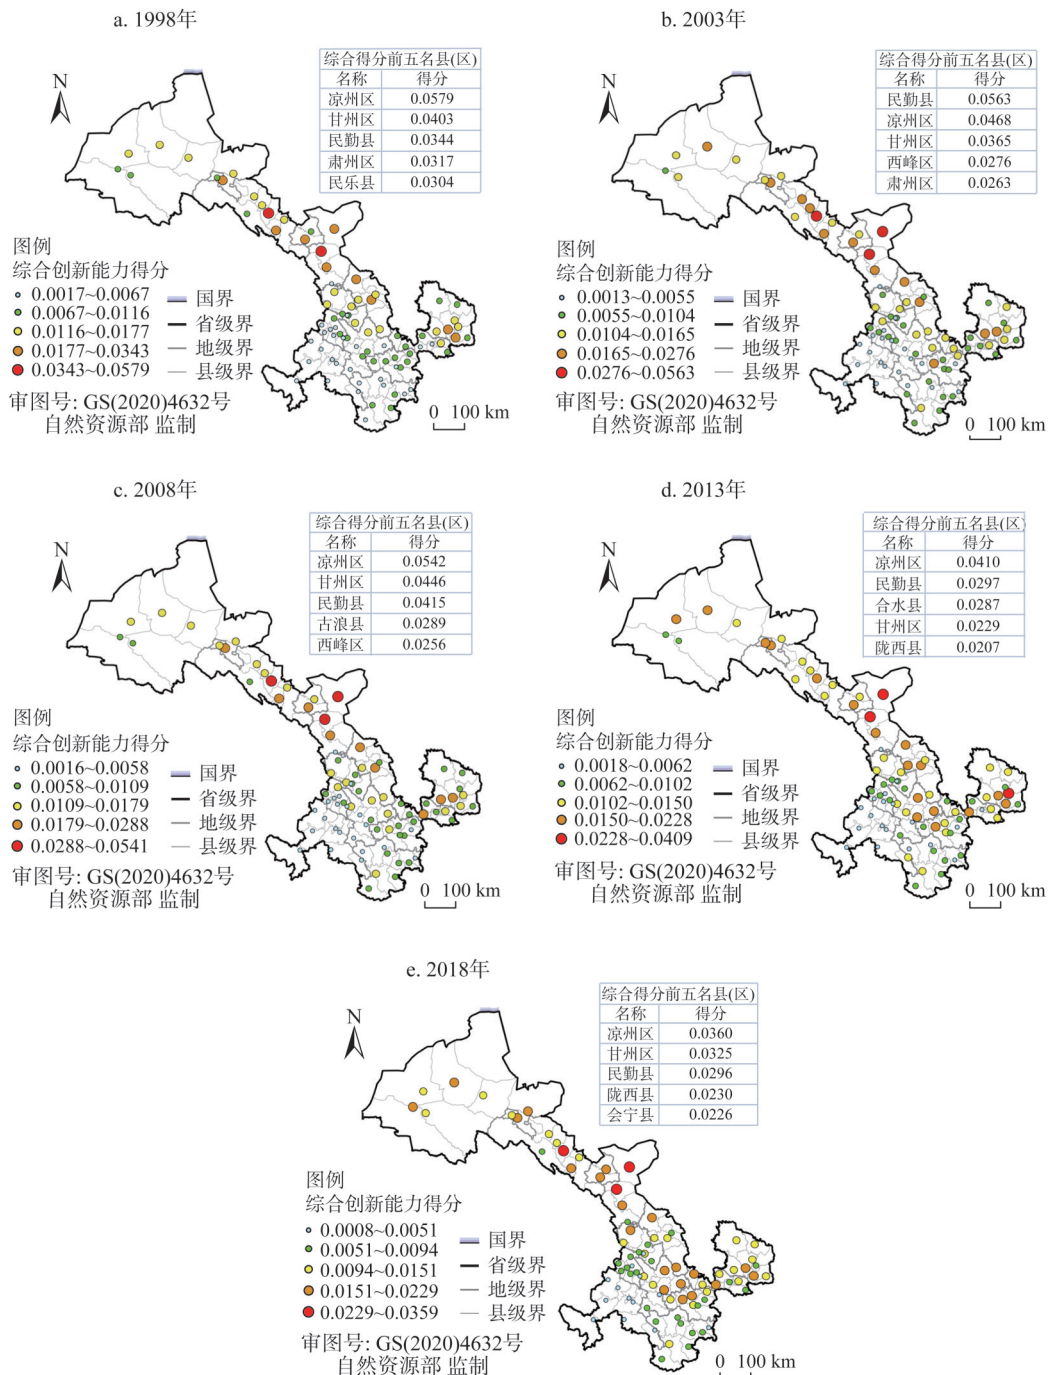 a. 1998年
综合得分前五名县(区)
名称 得分
凉州区 0.0579
甘州区 0.0403
民勤县 0.0344
肃州区 0.0317
民乐县 0.0304
N
图例
综合创新能力得分
0.0017~0.0067
0.0067~0.0116
0.0116~0.0177
0.0177~0.0343
0.0343~0.0579
国界
省级界
地级界
县级界
审图号: GS(2020)4632号
自然资源部 监制
0 100 km
b. 2003年
综合得分前五名县(区)
名称 得分
民勤县 0.0563
凉州区 0.0468
甘州区 0.0365
西峰区 0.0276
肃州区 0.0263
N
图例
综合创新能力得分
0.0013~0.0055
0.0055~0.0104
0.0104~0.0165
0.0165~0.0276
0.0276~0.0563
国界
省级界
地级界
县级界
审图号: GS(2020)4632号
自然资源部 监制
0 100 km
c. 2008年
综合得分前五名县(区)
名称 得分
凉州区 0.0542
甘州区 0.0446
民勤县 0.0415
古浪县 0.0289
西峰区 0.0256
N
图例
综合创新能力得分
0.0016~0.0058
0.0058~0.0109
0.0109~0.0179
0.0179~0.0288
0.0288~0.0541
国界
省级界
地级界
县级界
审图号: GS(2020)4632号
自然资源部 监制
0 100 km
d. 2013年
综合得分前五名县(区)
名称 得分
凉州区 0.0410
民勤县 0.0297
合水县 0.0287
甘州区 0.0229
陇西县 0.0207
N
图例
综合创新能力得分
0.0018~0.0062
0.0062~0.0102
0.0102~0.0150
0.0150~0.0228
0.0228~0.0409
国界
省级界
地级界
县级界
审图号: GS(2020)4632号
自然资源部 监制
0 100 km
e. 2018年
综合得分前五名县(区)
名称 得分
凉州区 0.0360
甘州区 0.0325
民勤县 0.0296
陇西县 0.0230
会宁县 0.0226
N
图例
综合创新能力得分
0.0008~0.0051
0.0051~0.0094
0.0094~0.0151
0.0151~0.0229
0.0229~0.0359
国界
省级界
地级界
县级界
审图号: GS(2020)4632号
自然资源部 监制
0 100 km